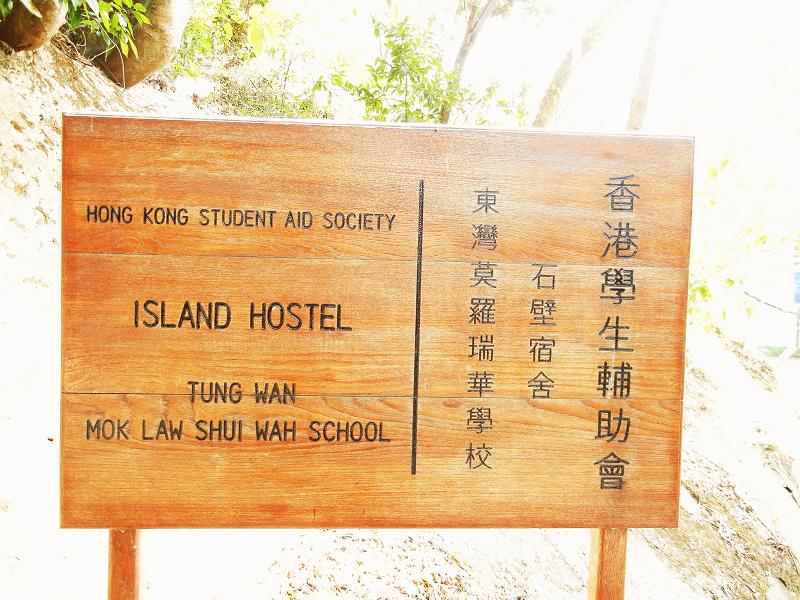 HONG KONG STUDENT AID SOCIETY
ISLAND HOSTEL
TUNG WAN
MOK LAW SHUI WAH SCHOOL
香港學生輔助會
石壁宿舍
東灣莫羅瑞華學校